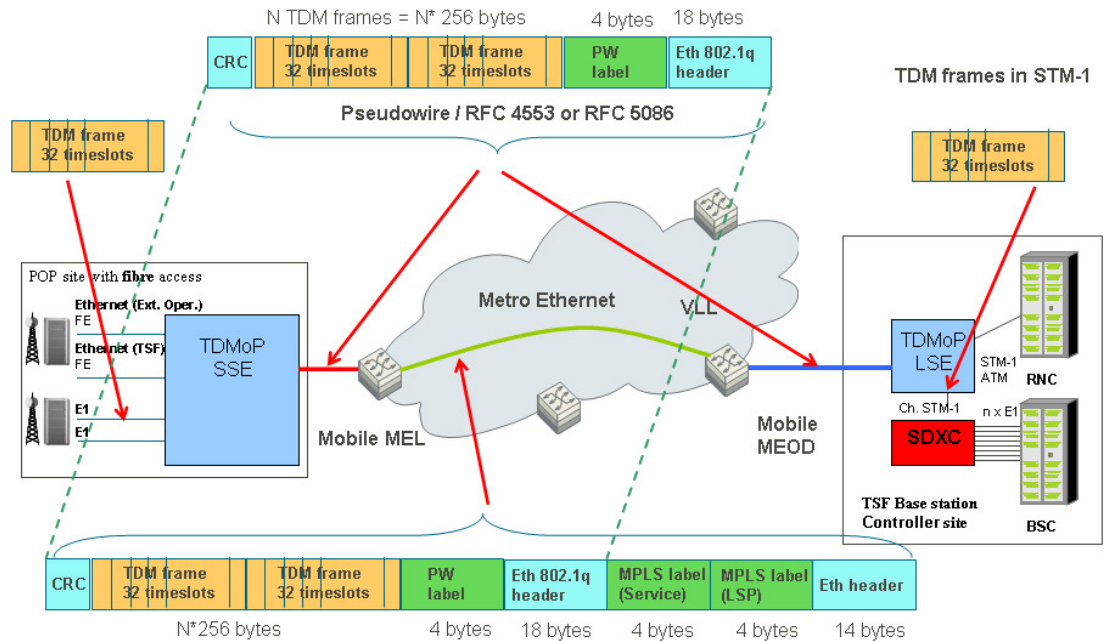 N TDM frames = N* 256 bytes
4 bytes
18 bytes
CRC
TDM frame
32 timeslots
TDM frame
32 timeslots
PW
label
Eth 802.1q
header
TDM frames in STM-1
Pseudowire / RFC 4553 or RFC 5086
TDM frame
32 timeslots
TDM frame
32 timeslots
POP site with fibre access
Ethernet (Ext. Oper.)
FE
Ethernet (TSF)
FE
E1
E1
TDMoP
SSE
Mobile MEL
Metro Ethernet
VLL
Mobile
MEOD
TDMoP
LSE
STM-1
ATM
RNC
Ch. STM-1
n x E1
SDXC
TSF Base station
Controller site
BSC
CRC
TDM frame
32 timeslots
TDM frame
32 timeslots
PW
label
Eth 802.1q
header
MPLS label
(Service)
MPLS label
(LSP)
Eth header
N*256 bytes
4 bytes
18 bytes
4 bytes
4 bytes
14 bytes